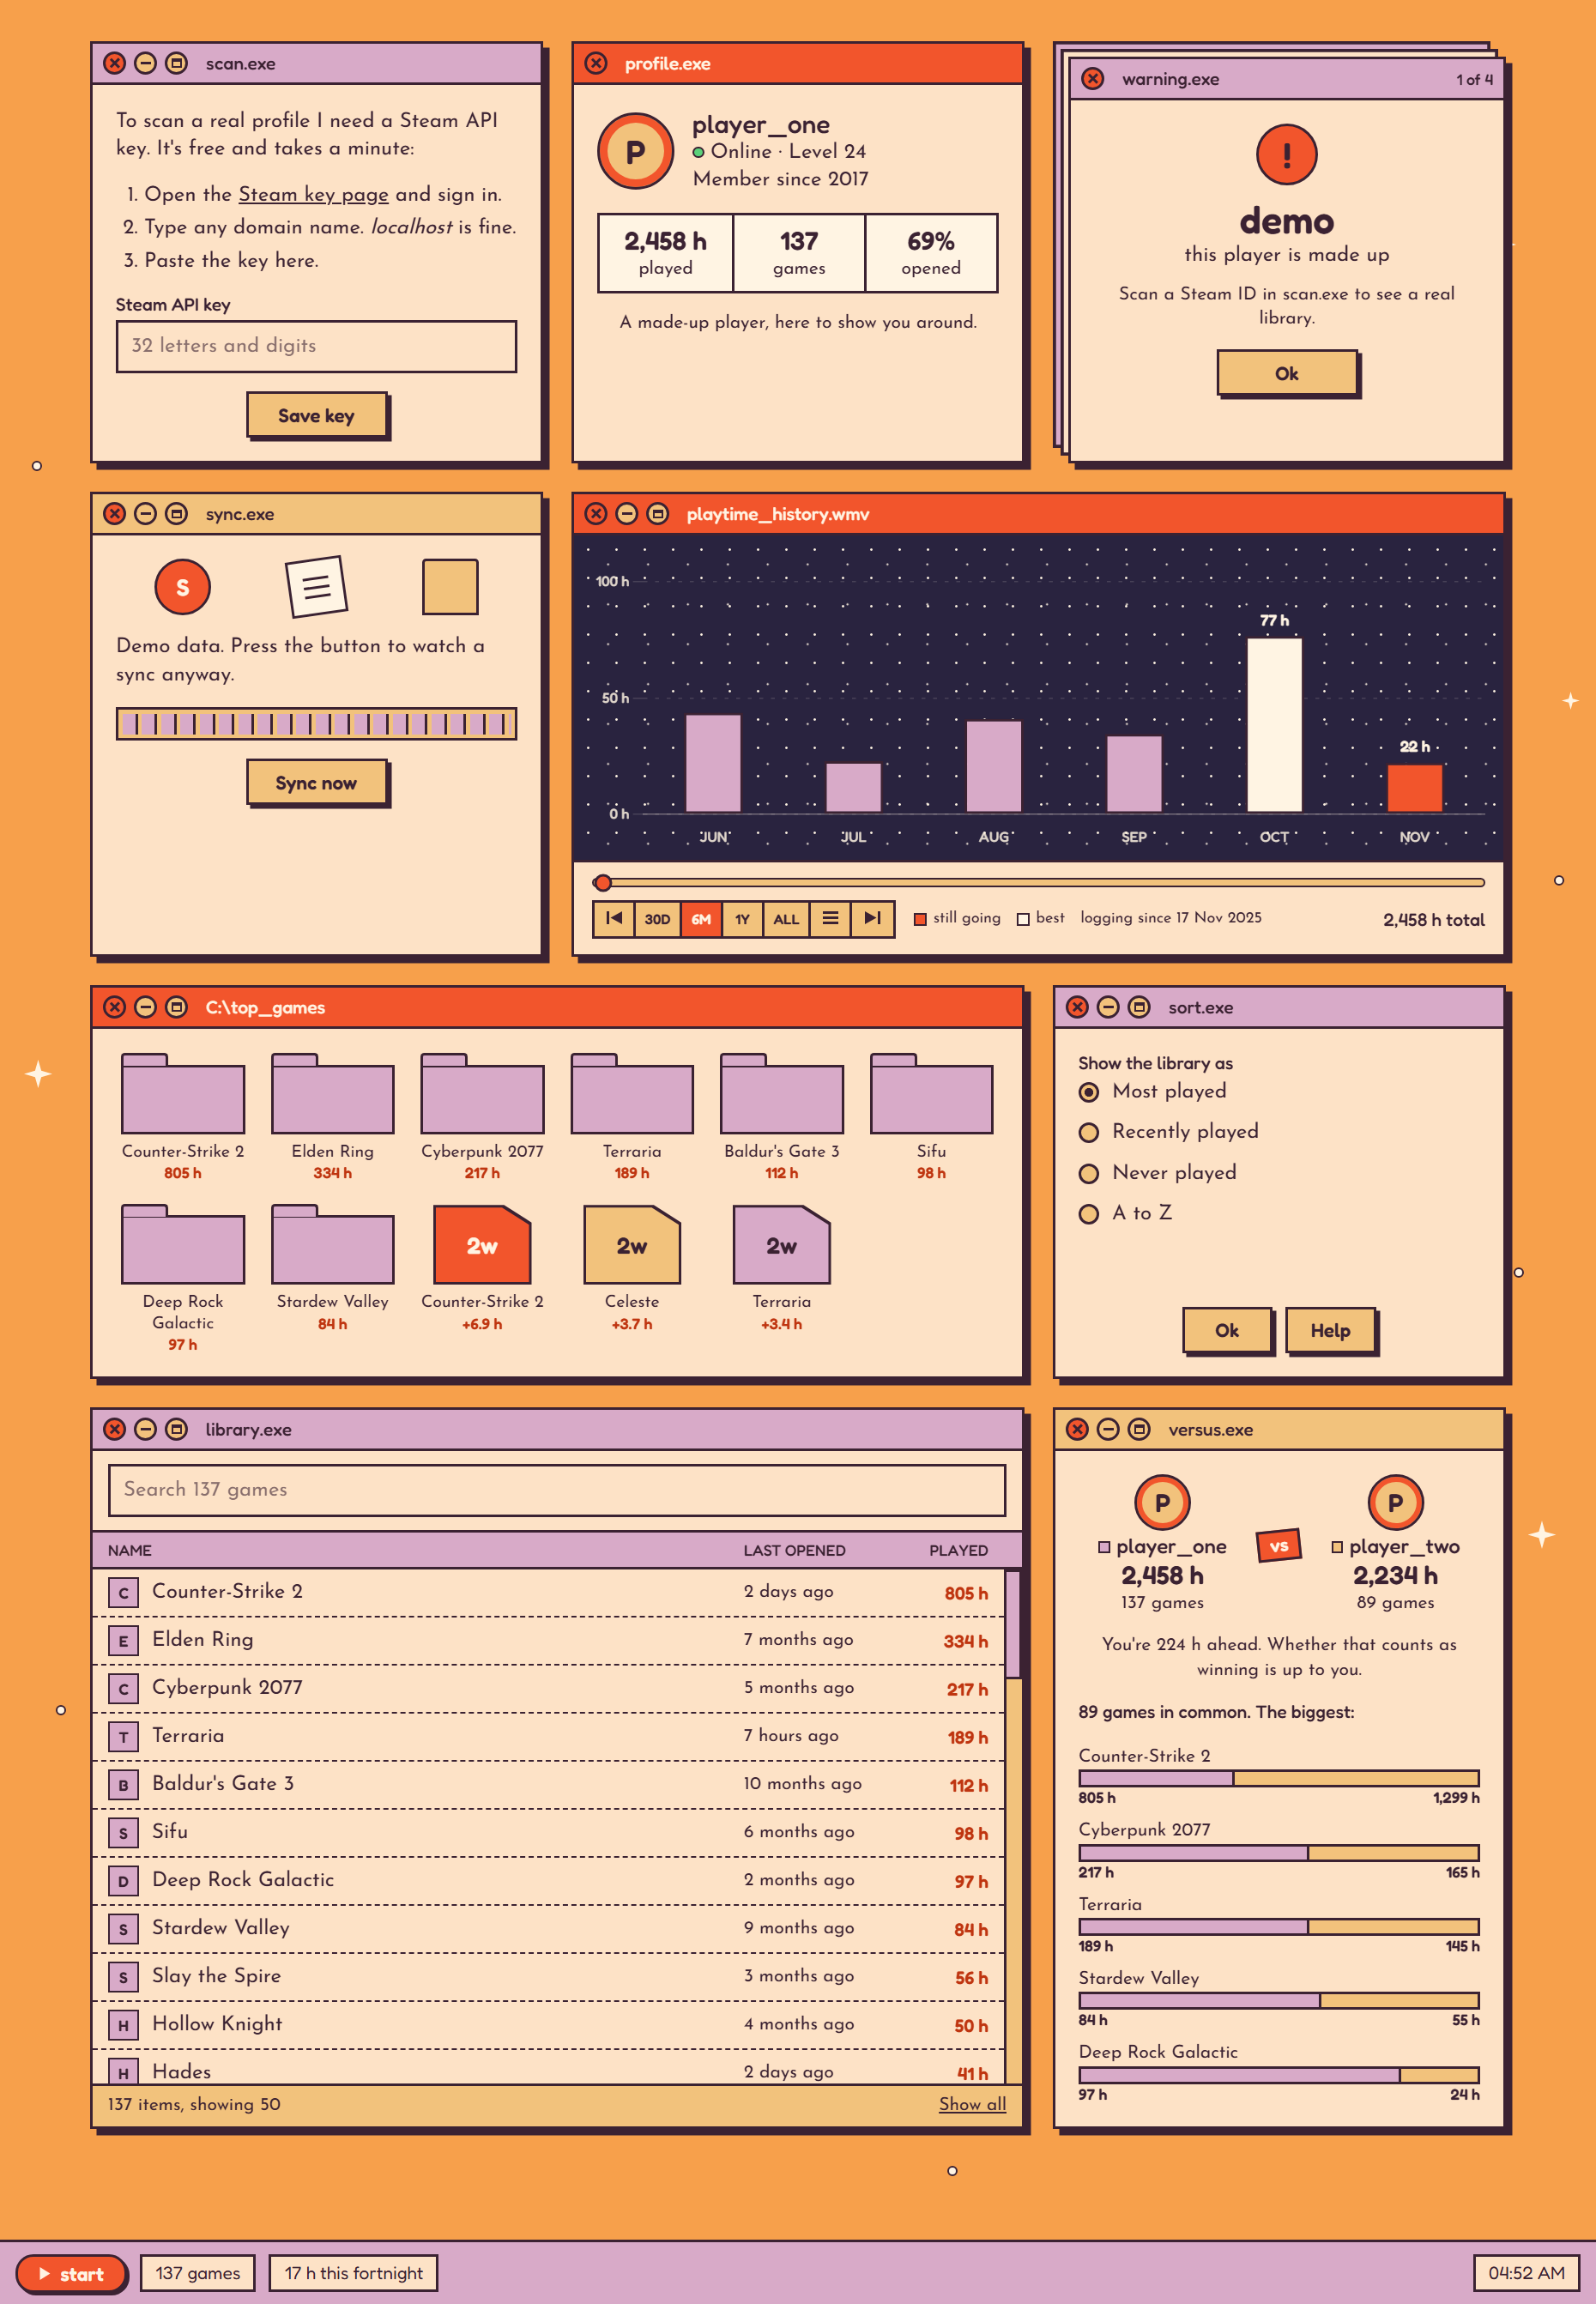 scan.exe
To scan a real profile I need a Steam API
key. It's free and takes a minute:
1. Open the Steam key page and sign in.
2. Type any domain name. localhost is fine.
3. Paste the key here.
Steam API key
32 letters and digits
Save key
profile.exe
P
player_one
Online · Level 24
Member since 2017
2,458 h
played
137
games
69%
opened
A made-up player, here to show you around.
warning.exe
1 of 4
!
demo
this player is made up
Scan a Steam ID in scan.exe to see a real
library.
Ok
sync.exe
S
Demo data. Press the button to watch a
sync anyway.
Sync now
playtime_history.wmv
100 h
50 h
0 h
77 h
22 h
JUN
JUL
AUG
SEP
OCT
NOV
30D
6M
1Y
ALL
still going
best
logging since 17 Nov 2025
2,458 h total
C:\top_games
Counter-Strike 2
805 h
Elden Ring
334 h
Cyberpunk 2077
217 h
Terraria
189 h
Baldur's Gate 3
112 h
Sifu
98 h
Deep Rock
Galactic
97 h
Stardew Valley
84 h
2w
Counter-Strike 2
+6.9 h
2w
Celeste
+3.7 h
2w
Terraria
+3.4 h
sort.exe
Show the library as
Most played
Recently played
Never played
A to Z
Ok
Help
library.exe
Search 137 games
NAME LAST OPENED PLAYED
C Counter-Strike 2 2 days ago 805 h
E Elden Ring 7 months ago 334 h
C Cyberpunk 2077 5 months ago 217 h
T Terraria 7 hours ago 189 h
B Baldur's Gate 3 10 months ago 112 h
S Sifu 6 months ago 98 h
D Deep Rock Galactic 2 months ago 97 h
S Stardew Valley 9 months ago 84 h
S Slay the Spire 3 months ago 56 h
H Hollow Knight 4 months ago 50 h
H Hades 2 days ago 41 h
137 items, showing 50
Show all
versus.exe
P
player_one
2,458 h
137 games
vs
P
player_two
2,234 h
89 games
You're 224 h ahead. Whether that counts as
winning is up to you.
89 games in common. The biggest:
Counter-Strike 2
805 h 1,299 h
Cyberpunk 2077
217 h 165 h
Terraria
189 h 145 h
Stardew Valley
84 h 55 h
Deep Rock Galactic
97 h 24 h
start
137 games
17 h this fortnight
04:52 AM